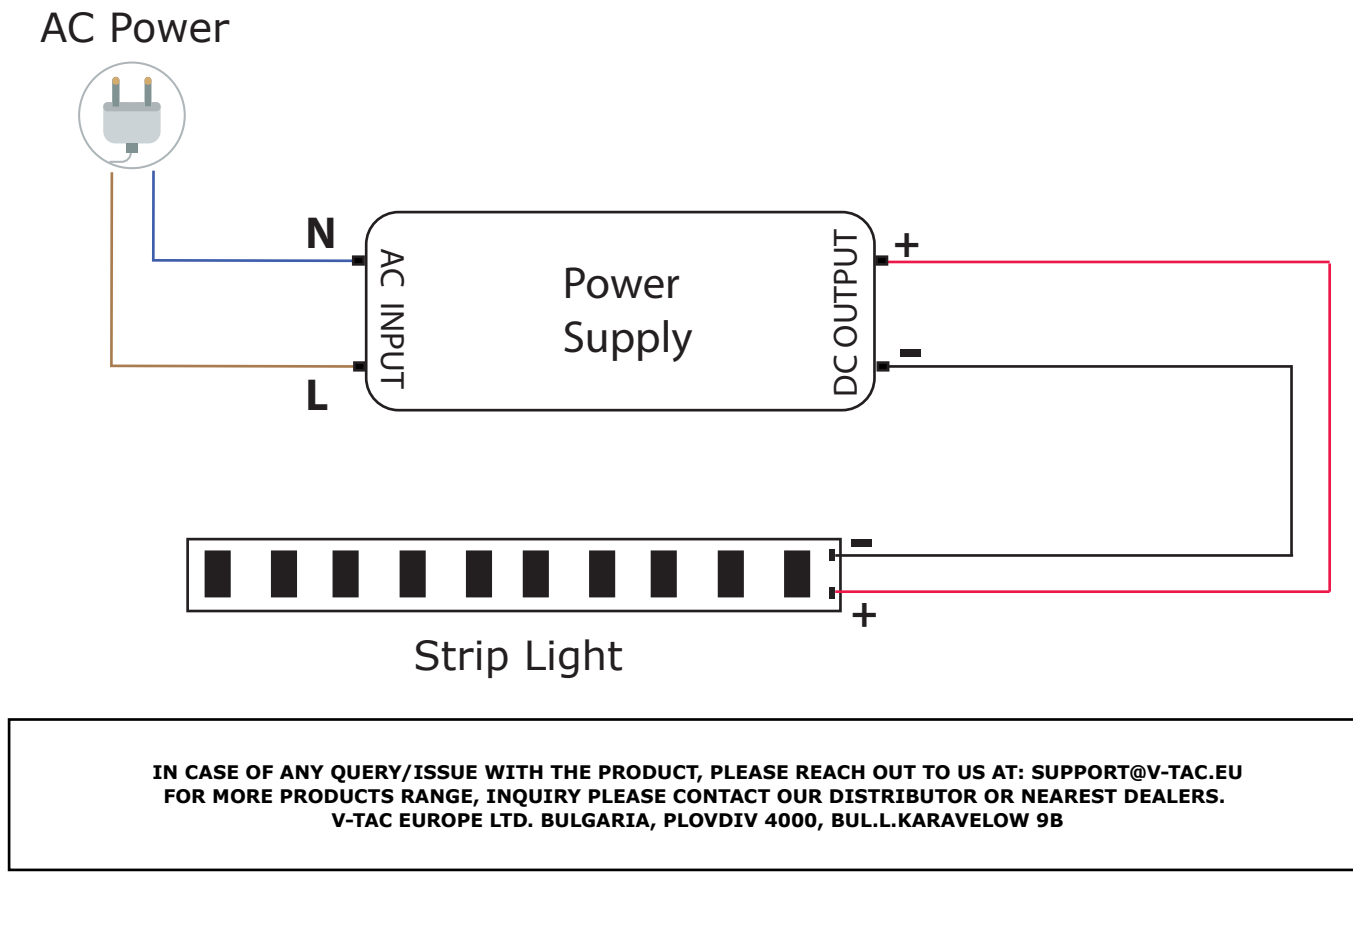 AC Power
N
L
AC INPUT
Power
Supply
DC OUTPUT
+
-
-
+
Strip Light
IN CASE OF ANY QUERY/ISSUE WITH THE PRODUCT, PLEASE REACH OUT TO US AT: SUPPORT@V-TAC.EU
FOR MORE PRODUCTS RANGE, INQUIRY PLEASE CONTACT OUR DISTRIBUTOR OR NEAREST DEALERS.
V-TAC EUROPE LTD. BULGARIA, PLOVDIV 4000, BUL.L.KARAVELOW 9B